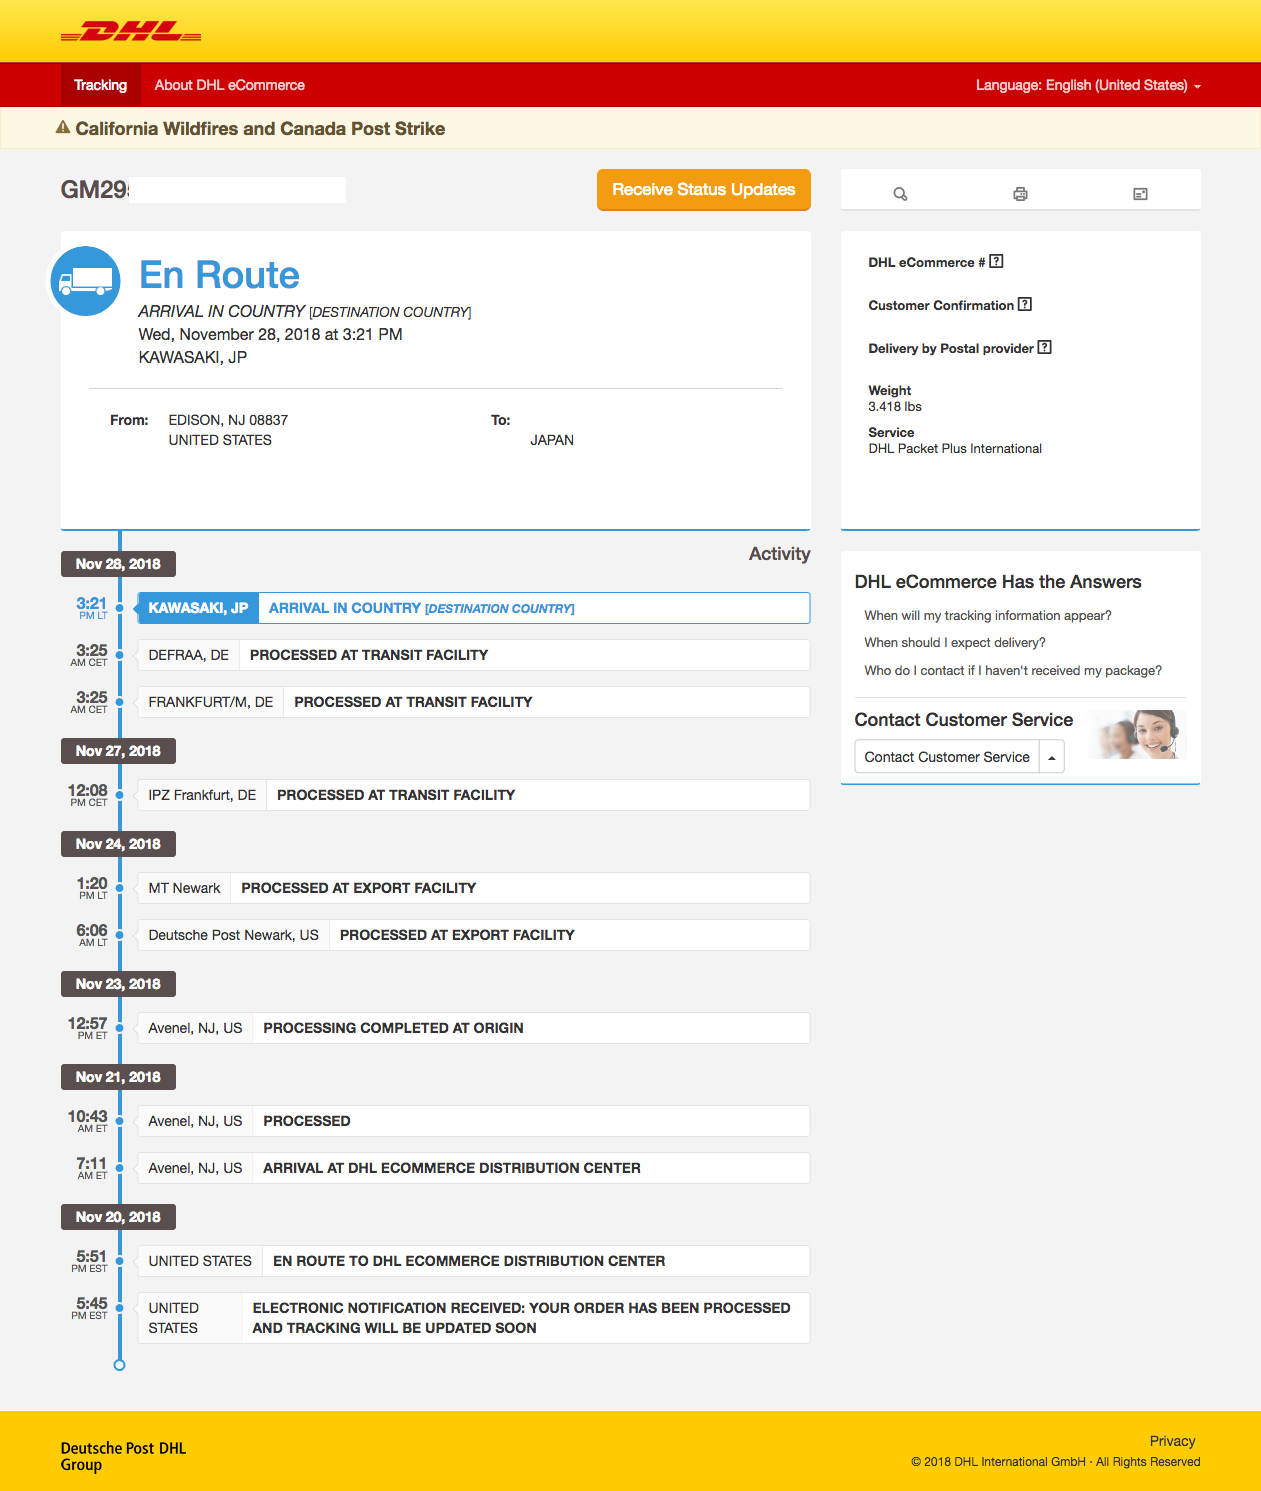 DHL
Tracking
About DHL eCommerce
Language: English (United States)
California Wildfires and Canada Post Strike
GM29
Receive Status Updates
En Route
ARRIVAL IN COUNTRY [DESTINATION COUNTRY]
Wed, November 28, 2018 at 3:21 PM
KAWASAKI, JP
From: EDISON, NJ 08837
UNITED STATES
To:
JAPAN
DHL eCommerce # ?
Customer Confirmation ?
Delivery by Postal provider ?
Weight
3.418 lbs
Service
DHL Packet Plus International
Activity
Nov 28, 2018
3:21 PM LT KAWASAKI, JP ARRIVAL IN COUNTRY [DESTINATION COUNTRY]
3:25 AM CET DEFRAA, DE PROCESSED AT TRANSIT FACILITY
3:25 AM CET FRANKFURT/M, DE PROCESSED AT TRANSIT FACILITY
Nov 27, 2018
12:08 PM CET IPZ Frankfurt, DE PROCESSED AT TRANSIT FACILITY
Nov 24, 2018
1:20 PM LT MT Newark PROCESSED AT EXPORT FACILITY
6:06 AM LT Deutsche Post Newark, US PROCESSED AT EXPORT FACILITY
Nov 23, 2018
12:57 PM ET Avenel, NJ, US PROCESSING COMPLETED AT ORIGIN
Nov 21, 2018
10:43 AM ET Avenel, NJ, US PROCESSED
7:11 AM ET Avenel, NJ, US ARRIVAL AT DHL ECOMMERCE DISTRIBUTION CENTER
Nov 20, 2018
5:51 PM EST UNITED STATES EN ROUTE TO DHL ECOMMERCE DISTRIBUTION CENTER
5:45 PM EST UNITED STATES ELECTRONIC NOTIFICATION RECEIVED: YOUR ORDER HAS BEEN PROCESSED
AND TRACKING WILL BE UPDATED SOON
DHL eCommerce Has the Answers
When will my tracking information appear?
When should I expect delivery?
Who do I contact if I haven't received my package?
Contact Customer Service
Contact Customer Service
Deutsche Post DHL
Group
Privacy
© 2018 DHL International GmbH · All Rights Reserved